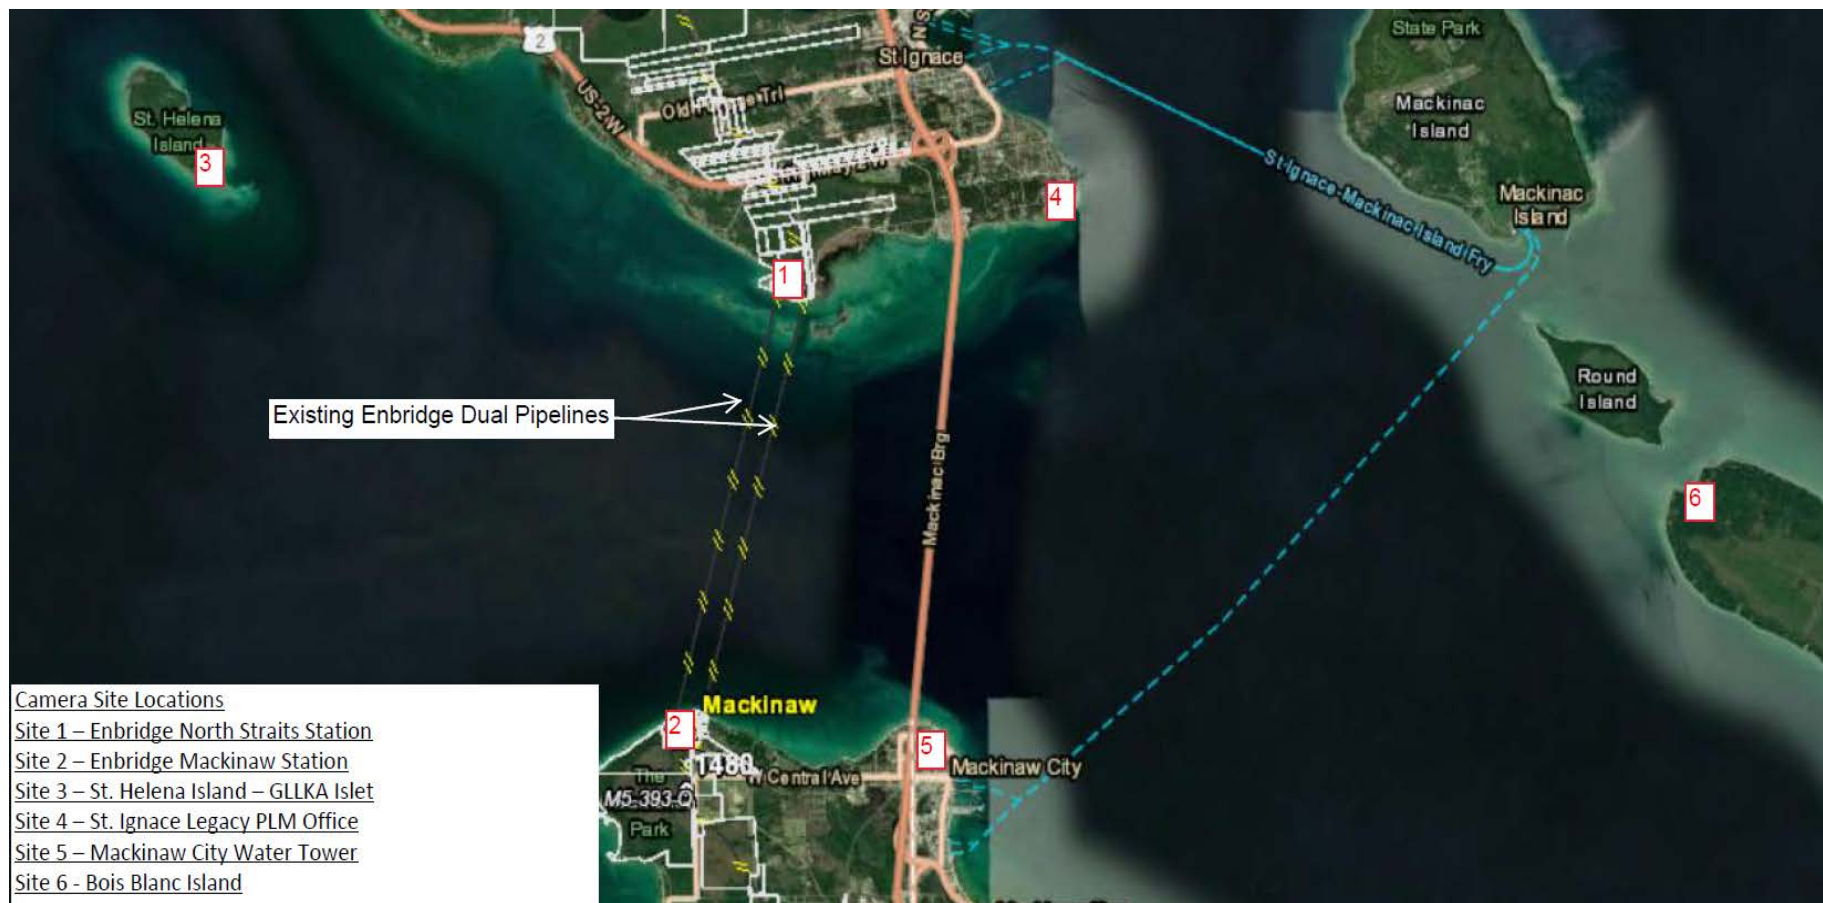 State Park
2
St Ignace
US-2 W
Mackinac
Island
St. Helena
Island
3
St-Ignace-Mackinac-Island Fry
4
Mackinac
Island
1
Round
Island
Existing Enbridge Dual Pipelines
Mackinac Brg
6
Camera Site Locations
Site 1 – Enbridge North Straits Station
Site 2 – Enbridge Mackinaw Station
Site 3 – St. Helena Island – GLLKA Islet
Site 4 – St. Ignace Legacy PLM Office
Site 5 – Mackinaw City Water Tower
Site 6 - Bois Blanc Island
Mackinaw
2
5
1480
W Central Ave
Mackinaw City
The
Park